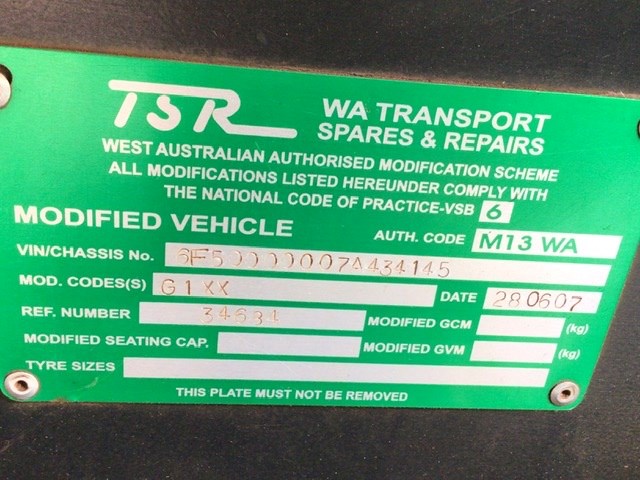 TSR WA TRANSPORT
SPARES & REPAIRS
WEST AUSTRALIAN AUTHORISED MODIFICATION SCHEME
ALL MODIFICATIONS LISTED HEREUNDER COMPLY WITH
THE NATIONAL CODE OF PRACTICE-VSB 6
MODIFIED VEHICLE
AUTH. CODE M13 WA
VIN/CHASSIS No. 6F50000007A434145
MOD. CODES(S) G1XX DATE 280607
REF. NUMBER 34684 MODIFIED GCM (kg)
MODIFIED SEATING CAP. MODIFIED GVM (kg)
TYRE SIZES
THIS PLATE MUST NOT BE REMOVED